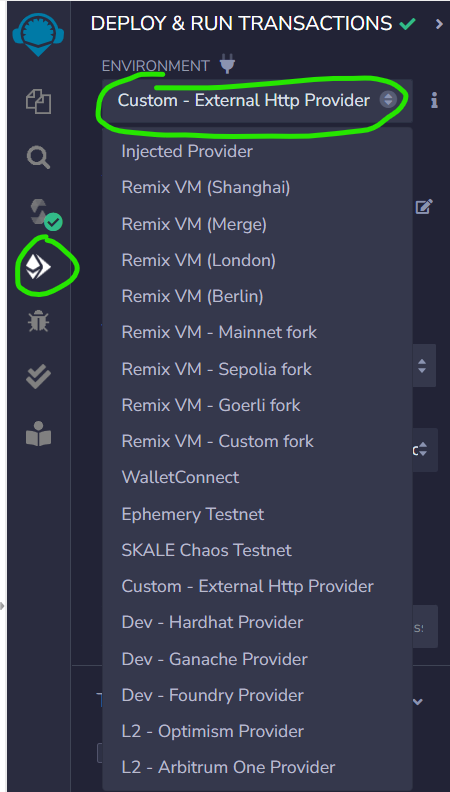 DEPLOY & RUN TRANSACTIONS
ENVIRONMENT
Custom - External Http Provider
Injected Provider
Remix VM (Shanghai)
Remix VM (Merge)
Remix VM (London)
Remix VM (Berlin)
Remix VM - Mainnet fork
Remix VM - Sepolia fork
Remix VM - Goerli fork
Remix VM - Custom fork
WalletConnect
Ephemery Testnet
SKALE Chaos Testnet
Custom - External Http Provider
Dev - Hardhat Provider
Dev - Ganache Provider
Dev - Foundry Provider
L2 - Optimism Provider
L2 - Arbitrum One Provider